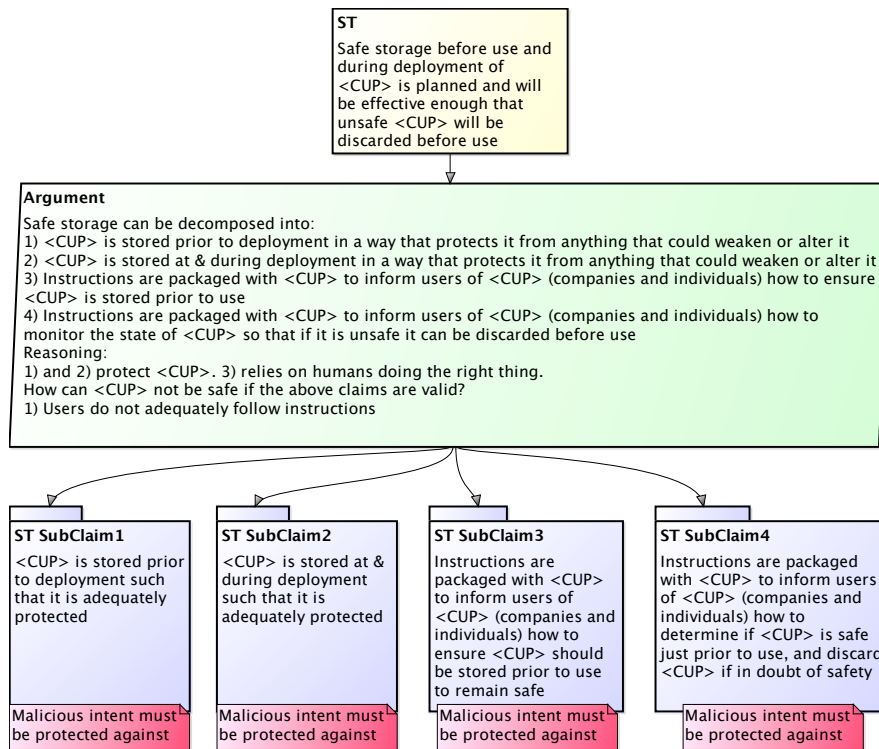 ST
Safe storage before use and
during deployment of
<CUP> is planned and will
be effective enough that
unsafe <CUP> will be
discarded before use
Argument
Safe storage can be decomposed into:
1) <CUP> is stored prior to deployment in a way that protects it from anything that could weaken or alter it
2) <CUP> is stored at & during deployment in a way that protects it from anything that could weaken or alter it
3) Instructions are packaged with <CUP> to inform users of <CUP> (companies and individuals) how to ensure
<CUP> is stored prior to use
4) Instructions are packaged with <CUP> to inform users of <CUP> (companies and individuals) how to
monitor the state of <CUP> so that if it is unsafe it can be discarded before use
Reasoning:
1) and 2) protect <CUP>. 3) relies on humans doing the right thing.
How can <CUP> not be safe if the above claims are valid?
1) Users do not adequately follow instructions
ST SubClaim1
<CUP> is stored prior
to deployment such
that it is adequately
protected
Malicious intent must
be protected against
ST SubClaim2
<CUP> is stored at &
during deployment
such that it is
adequately protected
Malicious intent must
be protected against
ST SubClaim3
Instructions are
packaged with <CUP>
to inform users of
<CUP> (companies and
individuals) how to
ensure <CUP> should
be stored prior to use
to remain safe
Malicious intent must
be protected against
ST SubClaim4
Instructions are packaged
with <CUP> to inform users
of <CUP> (companies and
individuals) how to
determine if <CUP> is safe
just prior to use, and discard
<CUP> if in doubt of safety
Malicious intent must
be protected against